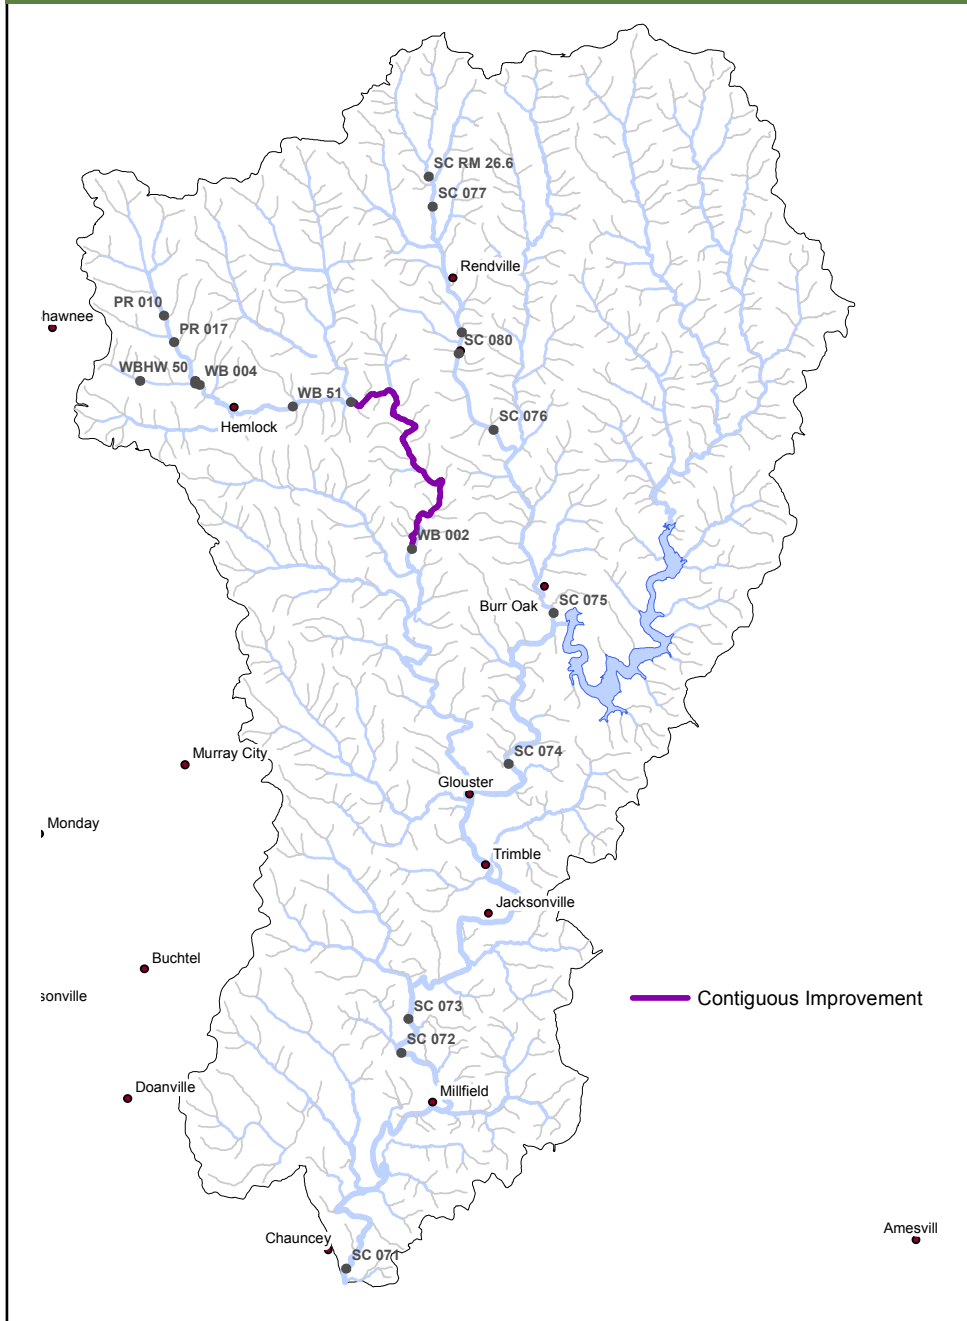 SC RM 26.6
SC 077
Rendville
PR 010
hawnee
PR 017
SC 080
WBHW 50
WB 004
WB 51
Hemlock
SC 076
WB 002
Burr Oak
SC 075
Murray City
SC 074
Glouster
Monday
Trimble
Jacksonville
Buchtel
sonville
Contiguous Improvement
SC 073
SC 072
Doanville
Millfield
Amesvill
Chauncey
SC 071